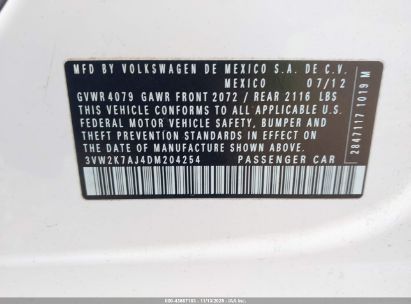 MFD BY VOLKSWAGEN DE MEXICO S.A. DE C.V.
MEXICO 07/12
GVWR 4079 GAWR FRONT 2072 / REAR 2116 LBS
THIS VEHICLE CONFORMS TO ALL APPLICABLE U.S.
FEDERAL MOTOR VEHICLE SAFETY, BUMPER AND
THEFT PREVENTION STANDARDS IN EFFECT ON THE
DATE OF MANUFACTURE SHOWN ABOVE.
3VW2K7AJ4DM204254 PASSENGER CAR
2847117 1019 M